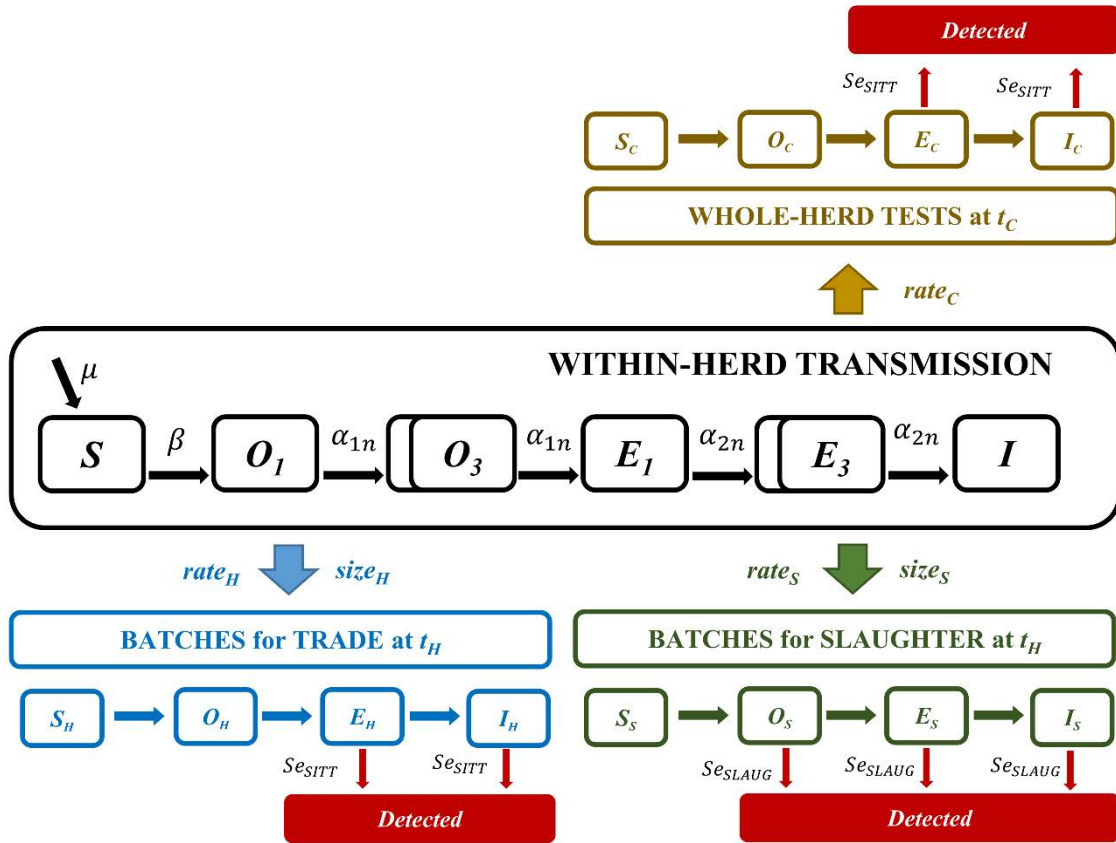 Detected
Se_SITT Se_SITT
S_C O_C E_C I_C
WHOLE-HERD TESTS at t_C
rate_C
WITHIN-HERD TRANSMISSION
μ
β α_1n α_1n α_2n α_2n
S O_1 O_3 E_1 E_3 I
rate_H size_H rate_S size_S
BATCHES for TRADE at t_H BATCHES for SLAUGHTER at t_H
S_H O_H E_H I_H S_S O_S E_S I_S
Se_SITT Se_SITT Se_SLAUG Se_SLAUG Se_SLAUG
Detected Detected